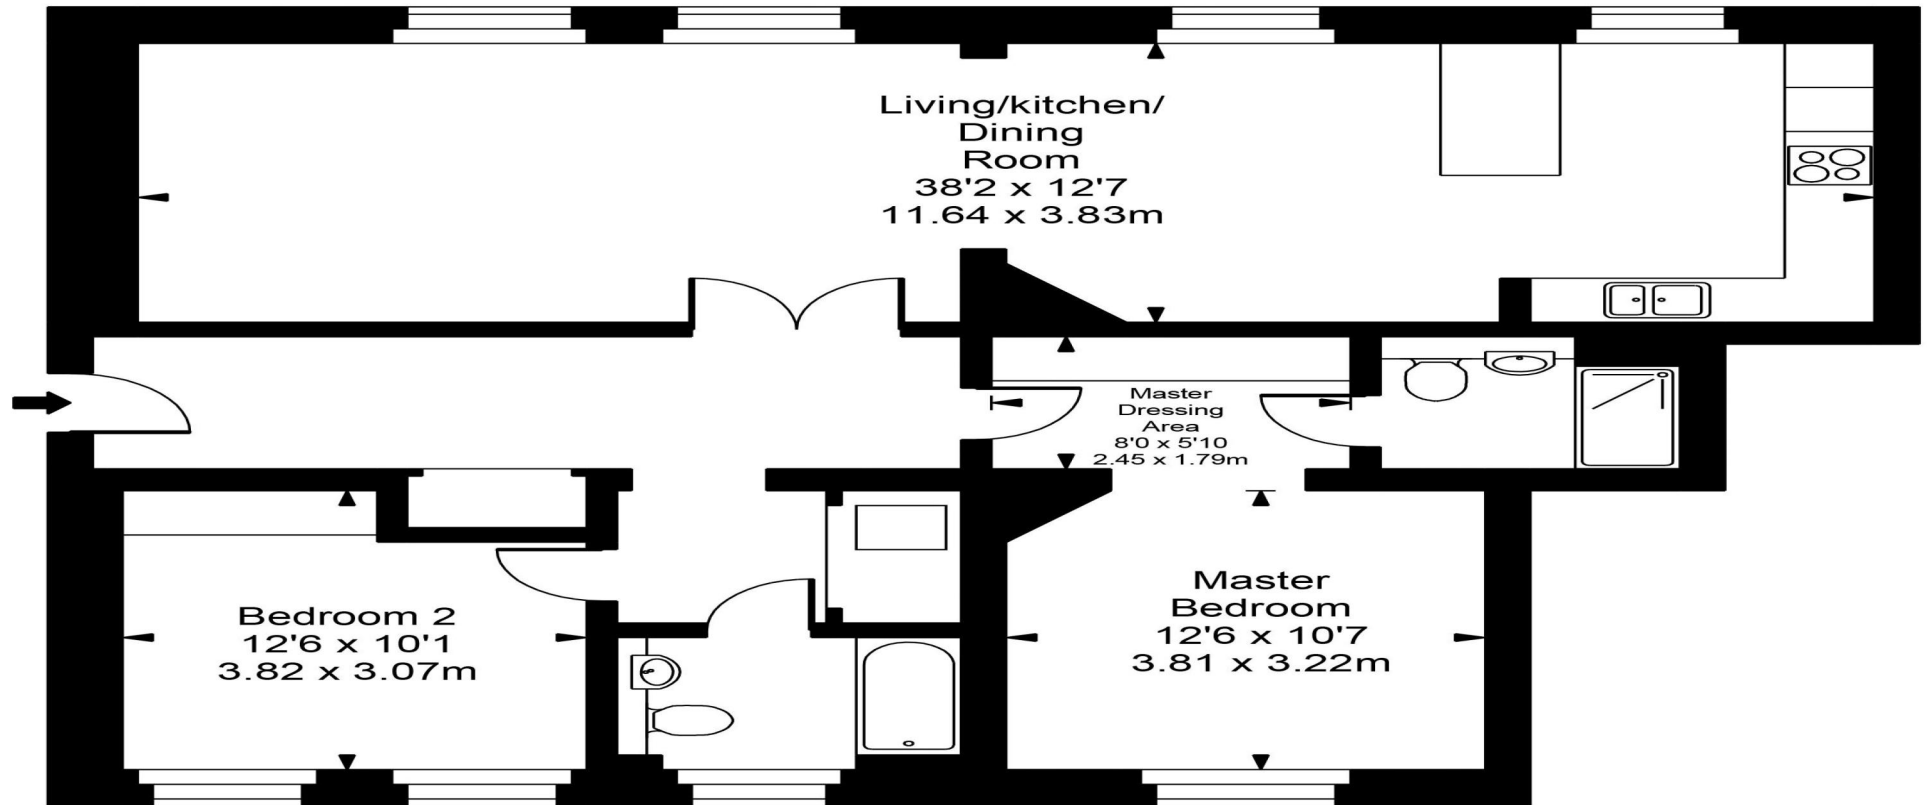 Living/kitchen/
Dining
Room
38'2 x 12'7
11.64 x 3.83m
Master
Dressing
Area
8'0 x 5'10
2.45 x 1.79m
Bedroom 2
12'6 x 10'1
3.82 x 3.07m
Master
Bedroom
12'6 x 10'7
3.81 x 3.22m